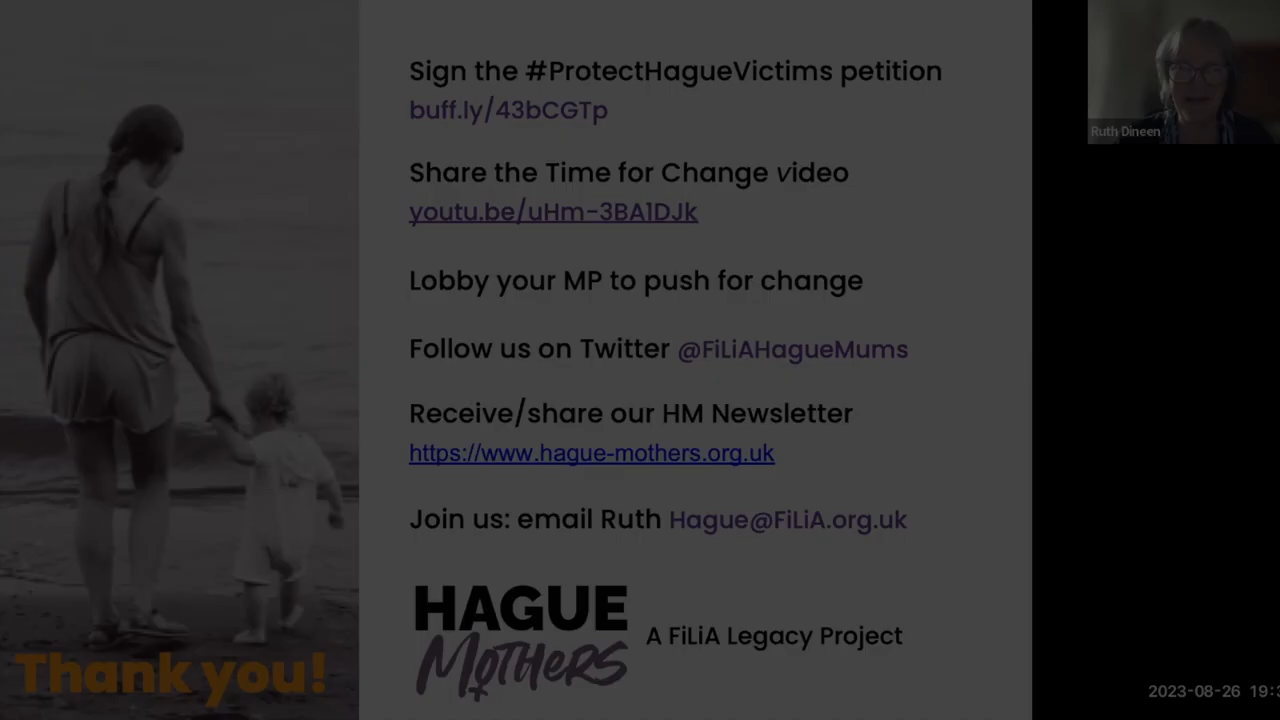 Sign the #ProtectHagueVictims petition
buff.ly/43bCGTp
Share the Time for Change video
youtu.be/uHm-3BA1DJk
Lobby your MP to push for change
Follow us on Twitter @FiLiAHagueMums
Receive/share our HM Newsletter
https://www.hague-mothers.org.uk
Join us: email Ruth Hague@FiLiA.org.uk
HAGUE
MOTHERS
A FiLiA Legacy Project
Thank you!
Ruth Dineen
2023-08-26 19:3